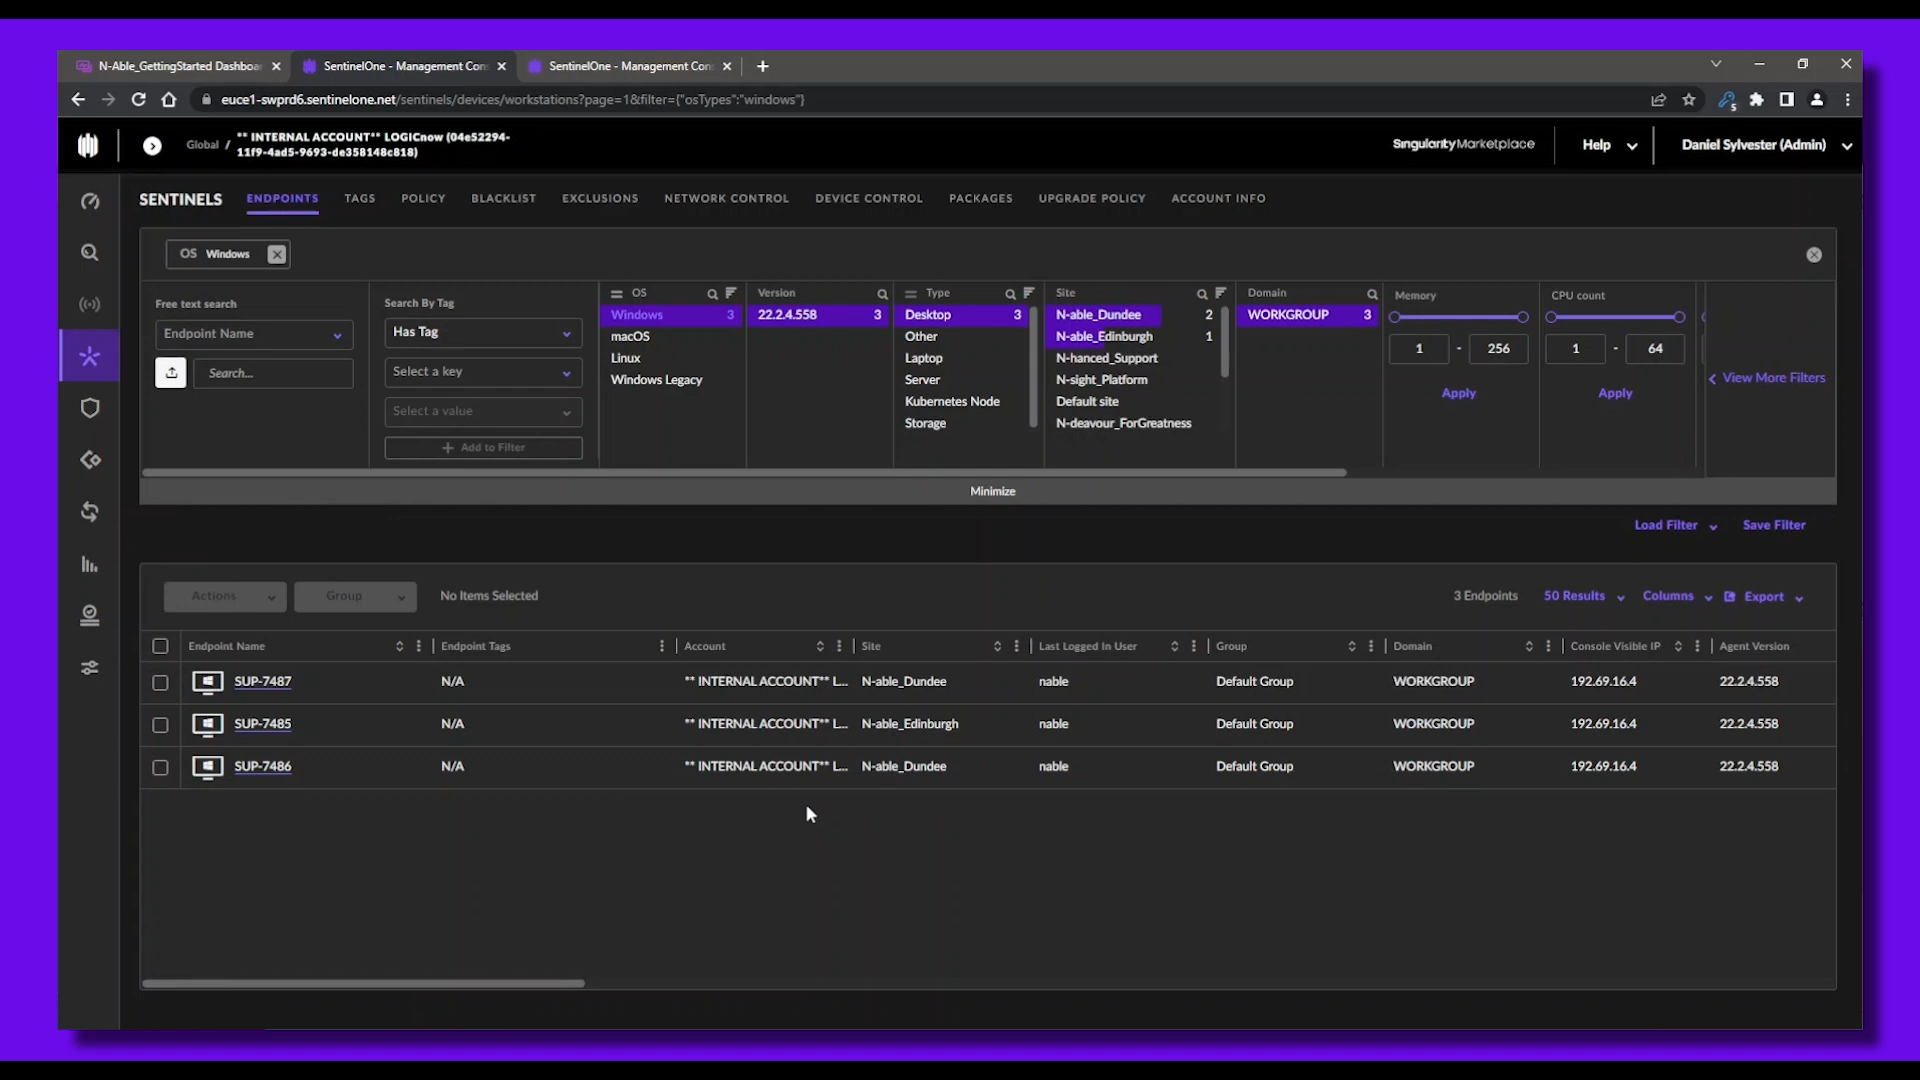 N-Able_GettingStarted Dashboa
SentinelOne - Management Con
SentinelOne - Management Con
euce1-swprd6.sentinelone.net/sentinels/devices/workstations?page=1&filter={"osTypes":"windows"}
5
Global / ** INTERNAL ACCOUNT** LOGICnow (04e52294-
11f9-4ad5-9693-de358148c818)
Singularity Marketplace
Help
Daniel Sylvester (Admin)
SENTINELS ENDPOINTS TAGS POLICY BLACKLIST EXCLUSIONS NETWORK CONTROL DEVICE CONTROL PACKAGES UPGRADE POLICY ACCOUNT INFO
OS Windows
Free text search
Endpoint Name
Search...
Search By Tag
Has Tag
Select a key
Select a value
+ Add to Filter
OS
Windows 3
macOS
Linux
Windows Legacy
Version
22.2.4.558 3
Type
Desktop 3
Other
Laptop
Server
Kubernetes Node
Storage
Site
N-able_Dundee 2
N-able_Edinburgh 1
N-hanced_Support
N-sight_Platform
Default site
N-deavour_ForGreatness
Domain
WORKGROUP 3
Memory
1 - 256
Apply
CPU count
1 - 64
Apply
View More Filters
Minimize
Load Filter Save Filter
Actions Group No Items Selected 3 Endpoints 50 Results Columns Export
Endpoint Name Endpoint Tags Account Site Last Logged In User Group Domain Console Visible IP Agent Version
SUP-7487 N/A ** INTERNAL ACCOUNT** L... N-able_Dundee nable Default Group WORKGROUP 192.69.16.4 22.2.4.558
SUP-7485 N/A ** INTERNAL ACCOUNT** L... N-able_Edinburgh nable Default Group WORKGROUP 192.69.16.4 22.2.4.558
SUP-7486 N/A ** INTERNAL ACCOUNT** L... N-able_Dundee nable Default Group WORKGROUP 192.69.16.4 22.2.4.558